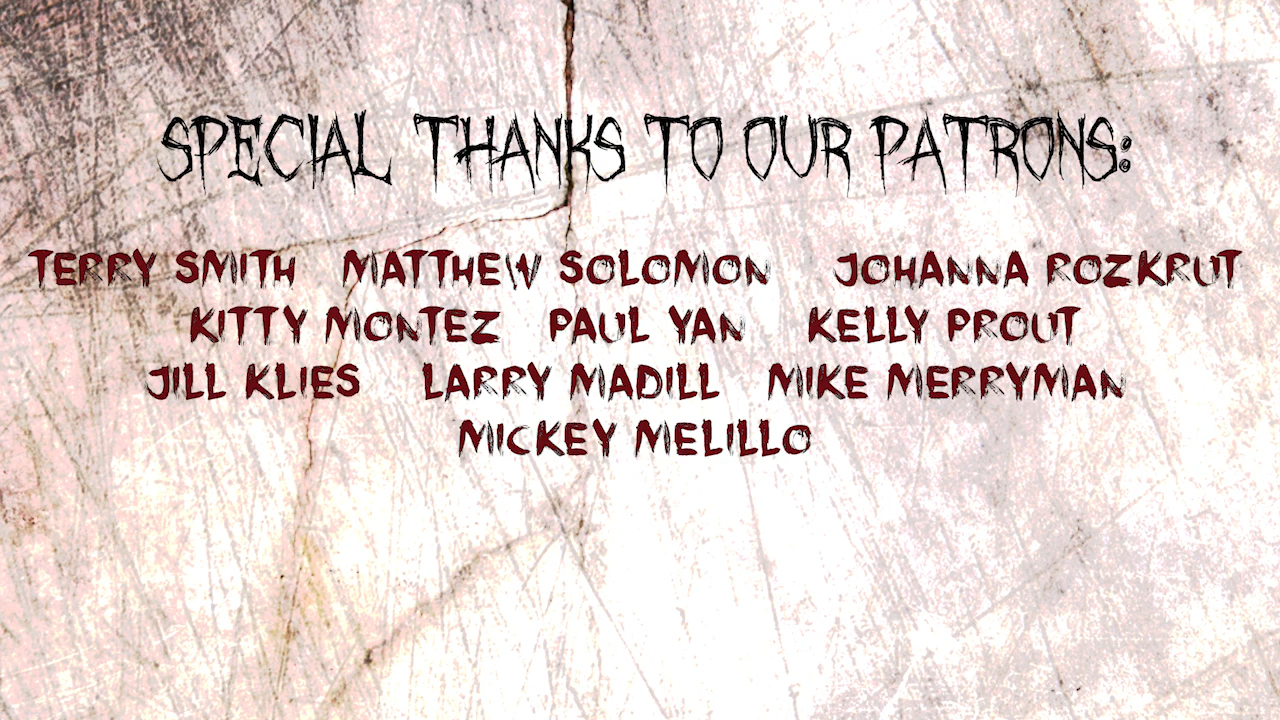 SPECIAL THANKS TO OUR PATRONS:
TERRY SMITH MATTHEW SOLOMON JOHANNA ROZKRUT
KITTY MONTEZ PAUL YAN KELLY PROUT
JILL KLIES LARRY MADILL MIKE MERRYMAN
MICKEY MELILLO